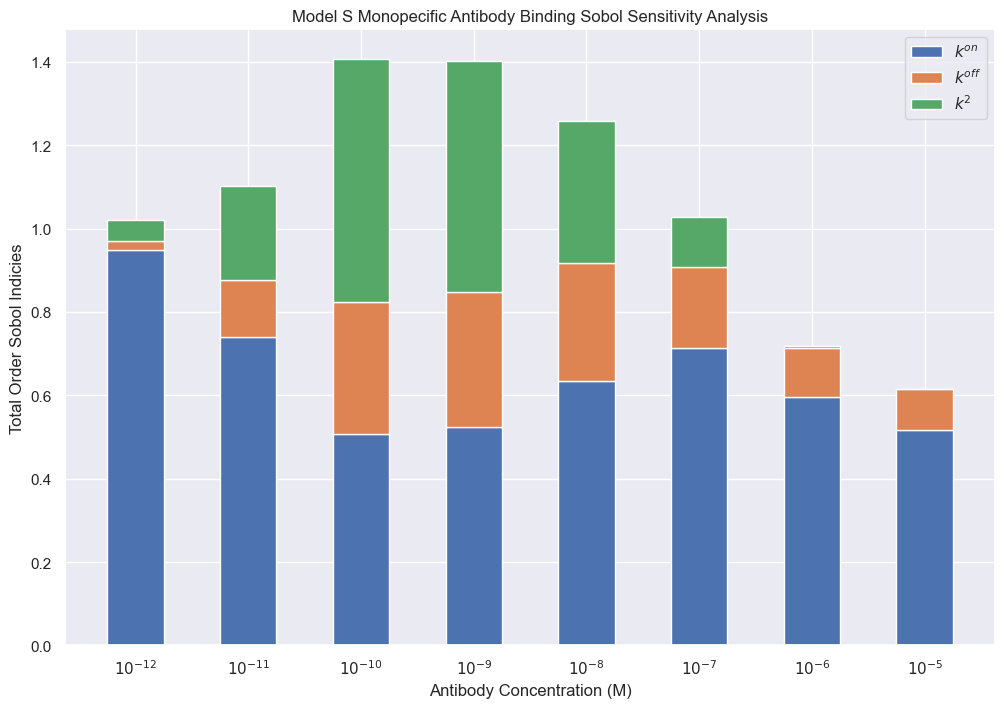 Model S Monopecific Antibody Binding Sobol Sensitivity Analysis
k^{on}
k^{off}
k^{2}
Total Order Sobol Indicies
1.4
1.2
1.0
0.8
0.6
0.4
0.2
0.0
10^{-12} 10^{-11} 10^{-10} 10^{-9} 10^{-8} 10^{-7} 10^{-6} 10^{-5}
Antibody Concentration (M)